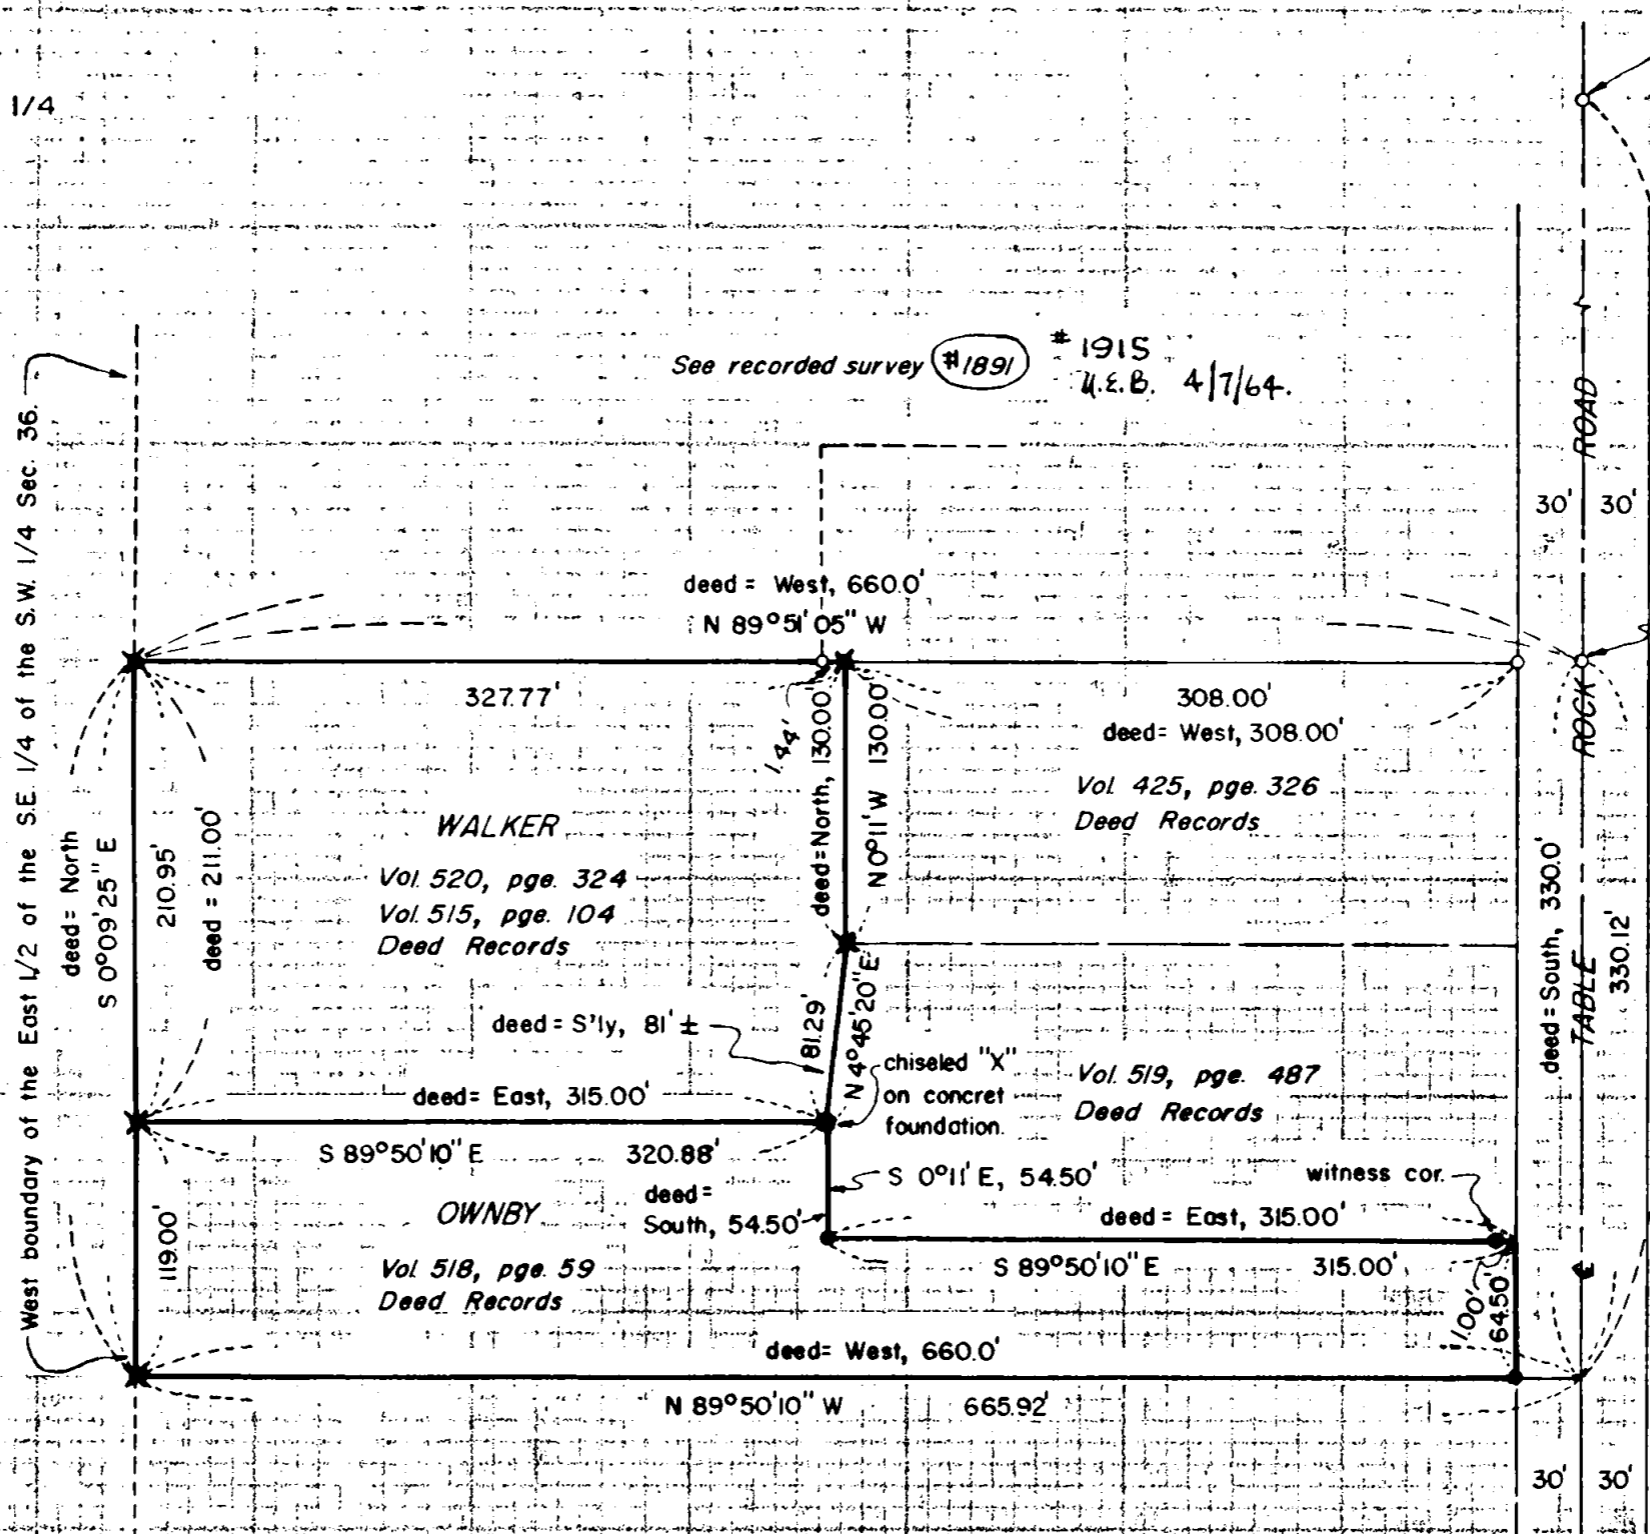 1/4
See recorded survey #1891
#1915
4/7/64.
West boundary of the East 1/2 of the S.E. 1/4 of the S.W. 1/4 Sec. 36.
ROAD
30' 30'
deed = West, 660.0'
N 89°51'05" W
327.77'
1.44'
308.00'
deed = West, 308.00'
ROCK
deed = North, 130.00'
N 0°11' W 130.00'
Vol. 425, pge. 326
Deed Records
WALKER
Vol. 520, pge. 324
Vol. 515, pge. 104
Deed Records
deed = North
S 0°09'25" E
210.95'
deed = 211.00'
deed = South, 330.0'
TABLE
330.12'
deed = S'ly, 81' ±
81.29'
N 4°45'20" E
chiseled "X"
on concret
foundation.
Vol. 519, pge. 487
Deed Records
deed = East, 315.00'
S 89°50'10" E 320.88'
S 0°11' E, 54.50'
witness cor.
deed =
South, 54.50'
deed = East, 315.00'
S 89°50'10" E 315.00'
119.00'
OWNBY
Vol. 518, pge. 59
Deed Records
1.00'
64.50'
deed = West, 660.0'
N 89°50'10" W 665.92'
30' 30'